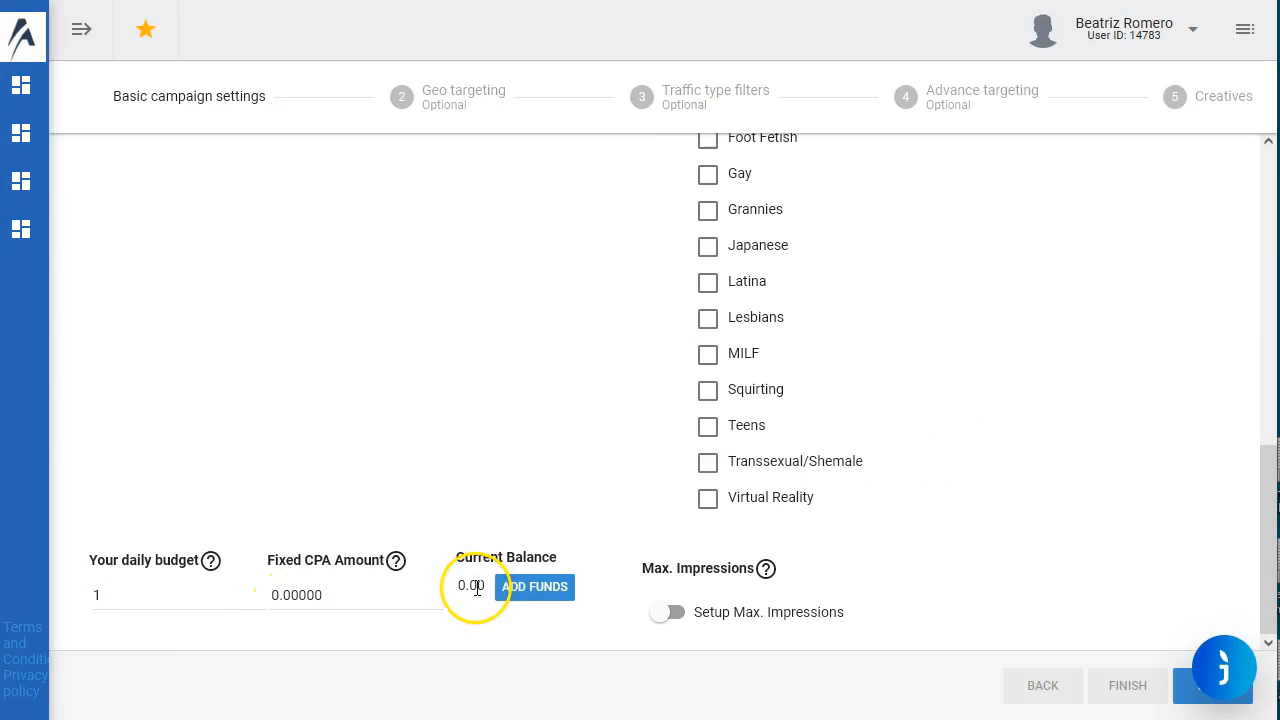 Beatriz Romero
User ID: 14783
Basic campaign settings
2 Geo targeting
Optional
3 Traffic type filters
Optional
4 Advance targeting
Optional
5 Creatives
Foot Fetish
Gay
Grannies
Japanese
Latina
Lesbians
MILF
Squirting
Teens
Transsexual/Shemale
Virtual Reality
Your daily budget ?
1
Fixed CPA Amount ?
0.00000
Current Balance
0.00 ADD FUNDS
Max. Impressions ?
Setup Max. Impressions
Terms
and
Conditi
Privacy
policy
BACK
FINISH